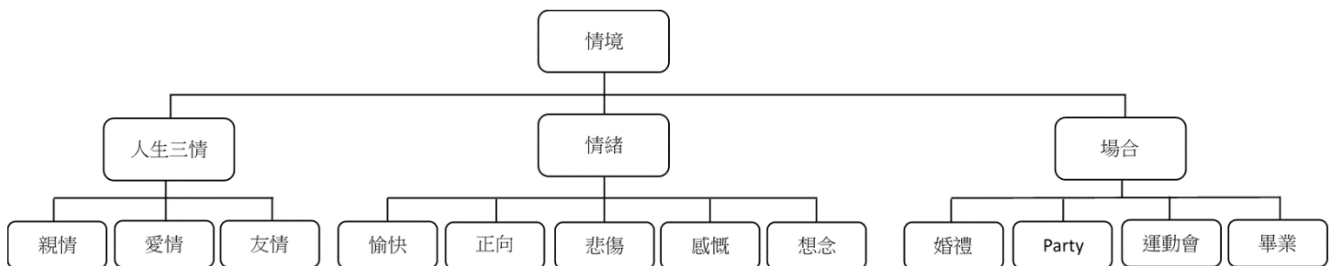 情境
人生三情
情緒
場合
親情
愛情
友情
愉快
正向
悲傷
感慨
想念
婚禮
Party
運動會
畢業